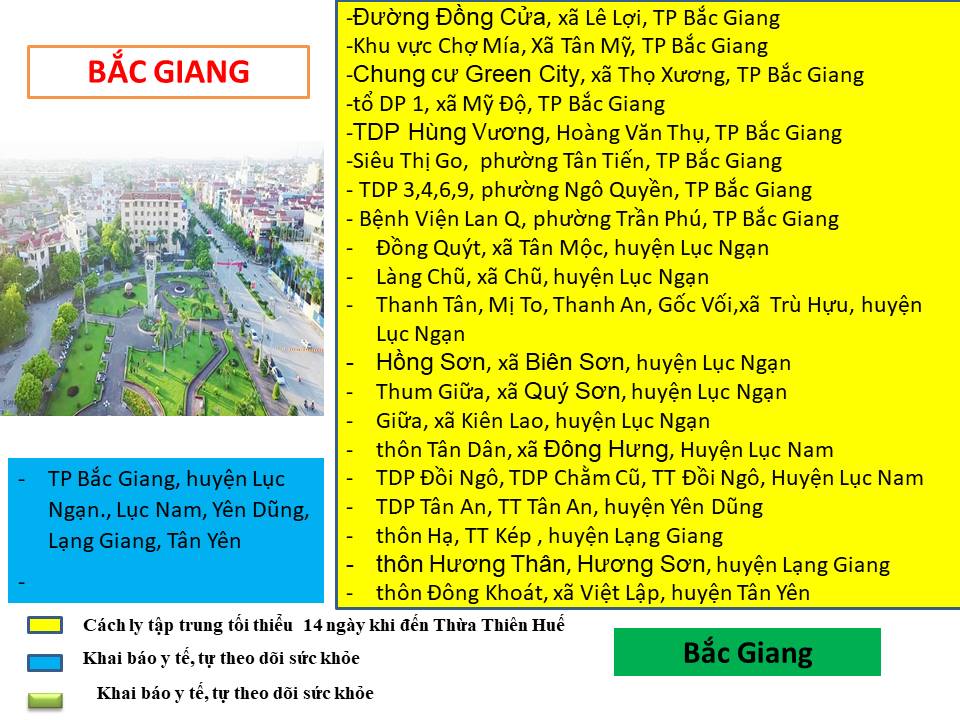 BẮC GIANG
-Đường Đồng Cửa, xã Lê Lợi, TP Bắc Giang
-Khu vực Chợ Mía, Xã Tân Mỹ, TP Bắc Giang
-Chung cư Green City, xã Thọ Xương, TP Bắc Giang
-tổ DP 1, xã Mỹ Độ, TP Bắc Giang
-TDP Hùng Vương, Hoàng Văn Thụ, TP Bắc Giang
-Siêu Thị Go, phường Tân Tiến, TP Bắc Giang
- TDP 3,4,6,9, phường Ngô Quyền, TP Bắc Giang
- Bệnh Viện Lan Q, phường Trần Phú, TP Bắc Giang
- Đồng Quýt, xã Tân Mộc, huyện Lục Ngạn
- Làng Chũ, xã Chũ, huyện Lục Ngạn
- Thanh Tân, Mị To, Thanh An, Gốc Vối,xã Trù Hựu, huyện
Lục Ngạn
- Hồng Sơn, xã Biên Sơn, huyện Lục Ngạn
- Thum Giữa, xã Quý Sơn, huyện Lục Ngạn
- Giữa, xã Kiên Lao, huyện Lục Ngạn
- thôn Tân Dân, xã Đông Hưng, Huyện Lục Nam
- TDP Đồi Ngô, TDP Chằm Cũ, TT Đồi Ngô, Huyện Lục Nam
- TDP Tân An, TT Tân An, huyện Yên Dũng
- thôn Hạ, TT Kép , huyện Lạng Giang
- thôn Hương Thân, Hương Sơn, huyện Lạng Giang
- thôn Đông Khoát, xã Việt Lập, huyện Tân Yên
- TP Bắc Giang, huyện Lục
Ngạn., Lục Nam, Yên Dũng,
Lạng Giang, Tân Yên
-
Cách ly tập trung tối thiểu 14 ngày khi đến Thừa Thiên Huế
Khai báo y tế, tự theo dõi sức khỏe
Khai báo y tế, tự theo dõi sức khỏe
Bắc Giang